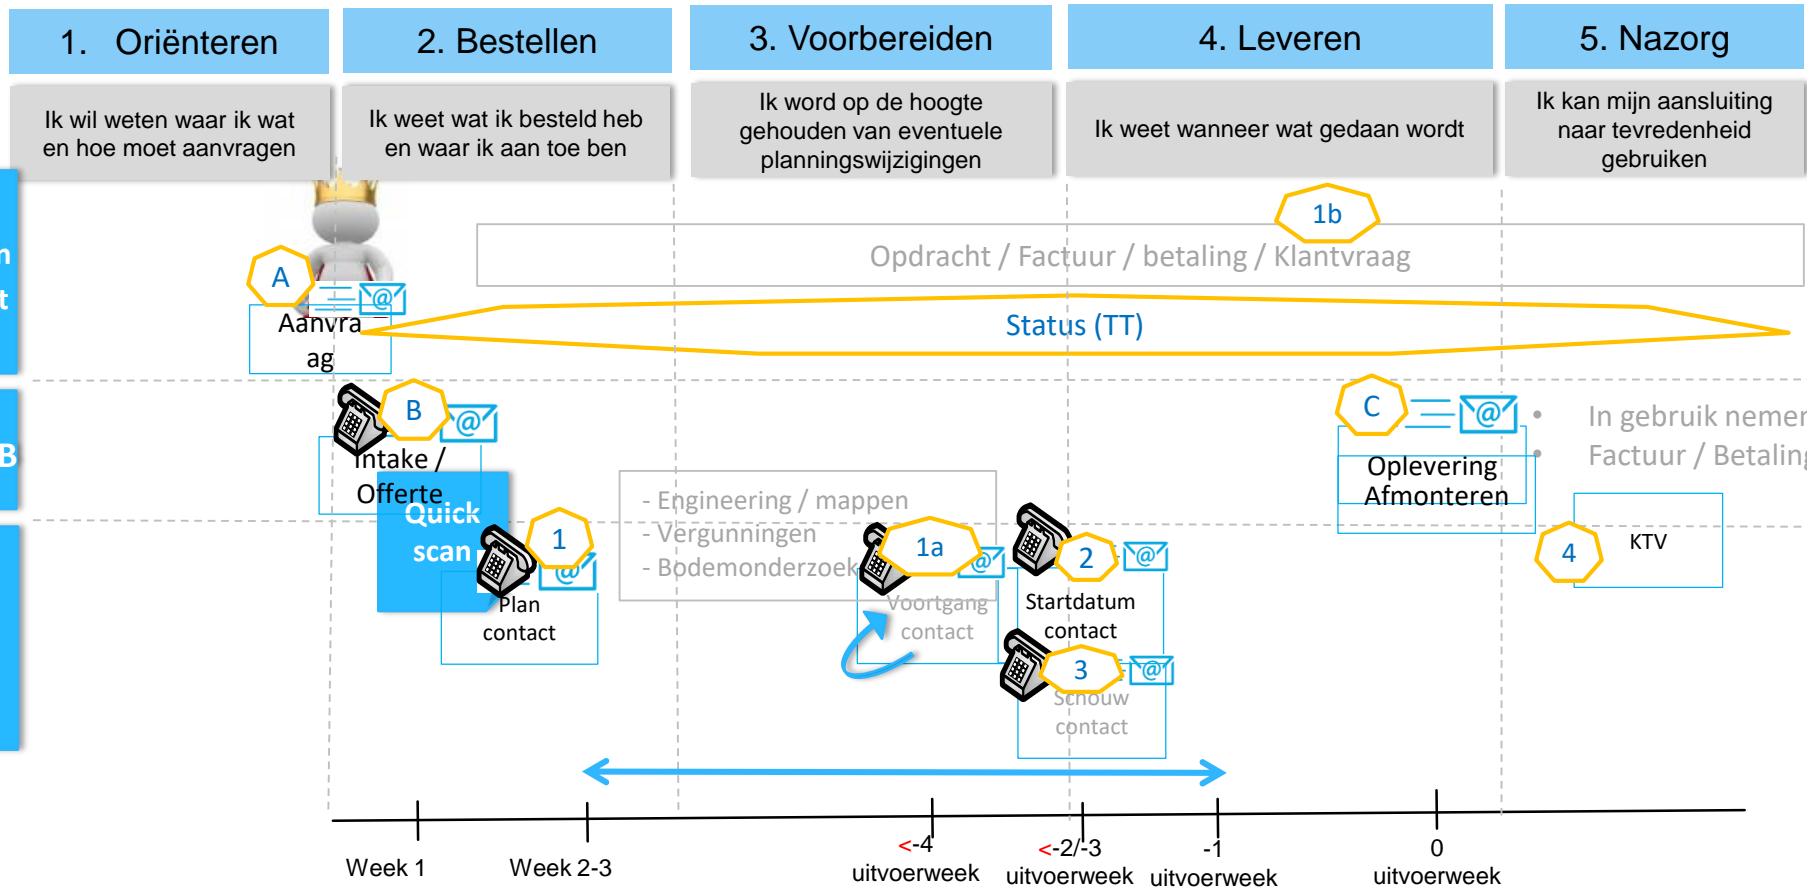 1. Oriënteren
2. Bestellen
3. Voorbereiden
4. Leveren
5. Nazorg
Ik wil weten waar ik wat
en hoe moet aanvragen
Ik weet wat ik besteld heb
en waar ik aan toe ben
Ik word op de hoogte
gehouden van eventuele
planningswijzigingen
Ik weet wanneer wat gedaan wordt
Ik kan mijn aansluiting
naar tevredenheid
gebruiken
n
t
1b
Opdracht / Factuur / betaling / Klantvraag
A
@
Aanvra
ag
Status (TT)
B
B
@
Intake /
Offerte
Quick
scan
1
@
Plan
contact
- Engineering / mappen
- Vergunningen
- Bodemonderzoek
1a
@
Voortgang
contact
2
@
Startdatum
contact
3
@
Schouw
contact
C
@
Oplevering
Afmonteren
• In gebruik nemen
• Factuur / Betaling
4
KTV
Week 1
Week 2-3
<-4
uitvoerweek
<-2/-3
uitvoerweek
-1
uitvoerweek
0
uitvoerweek